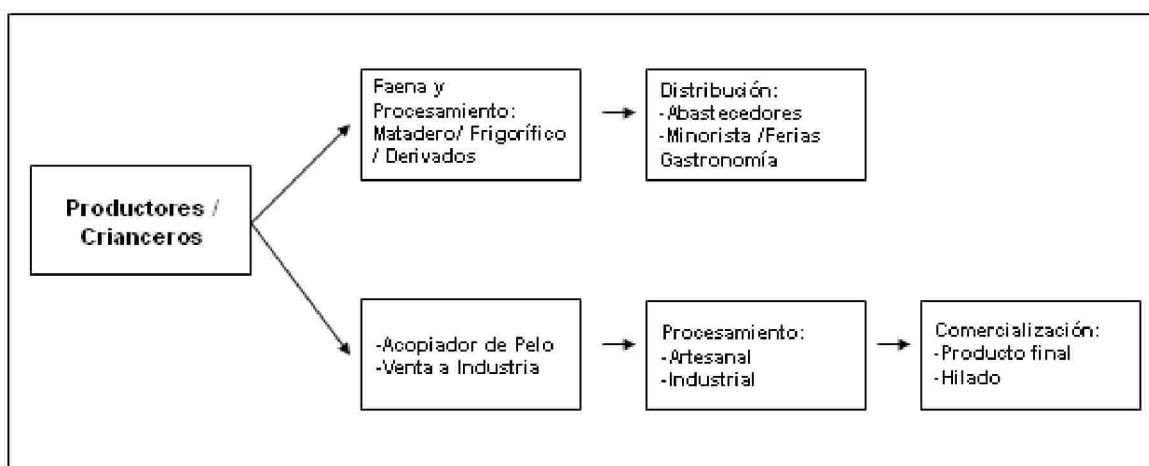 Faena y
Procesamiento:
Matadero/ Frigorífico
/ Derivados
Distribución:
-Abastecedores
-Minorista /Ferias
Gastronomía
Productores /
Crianceros
-Acopiador de Pelo
-Venta a Industria
Procesamiento:
-Artesanal
-Industrial
Comercialización:
-Producto final
-Hilado